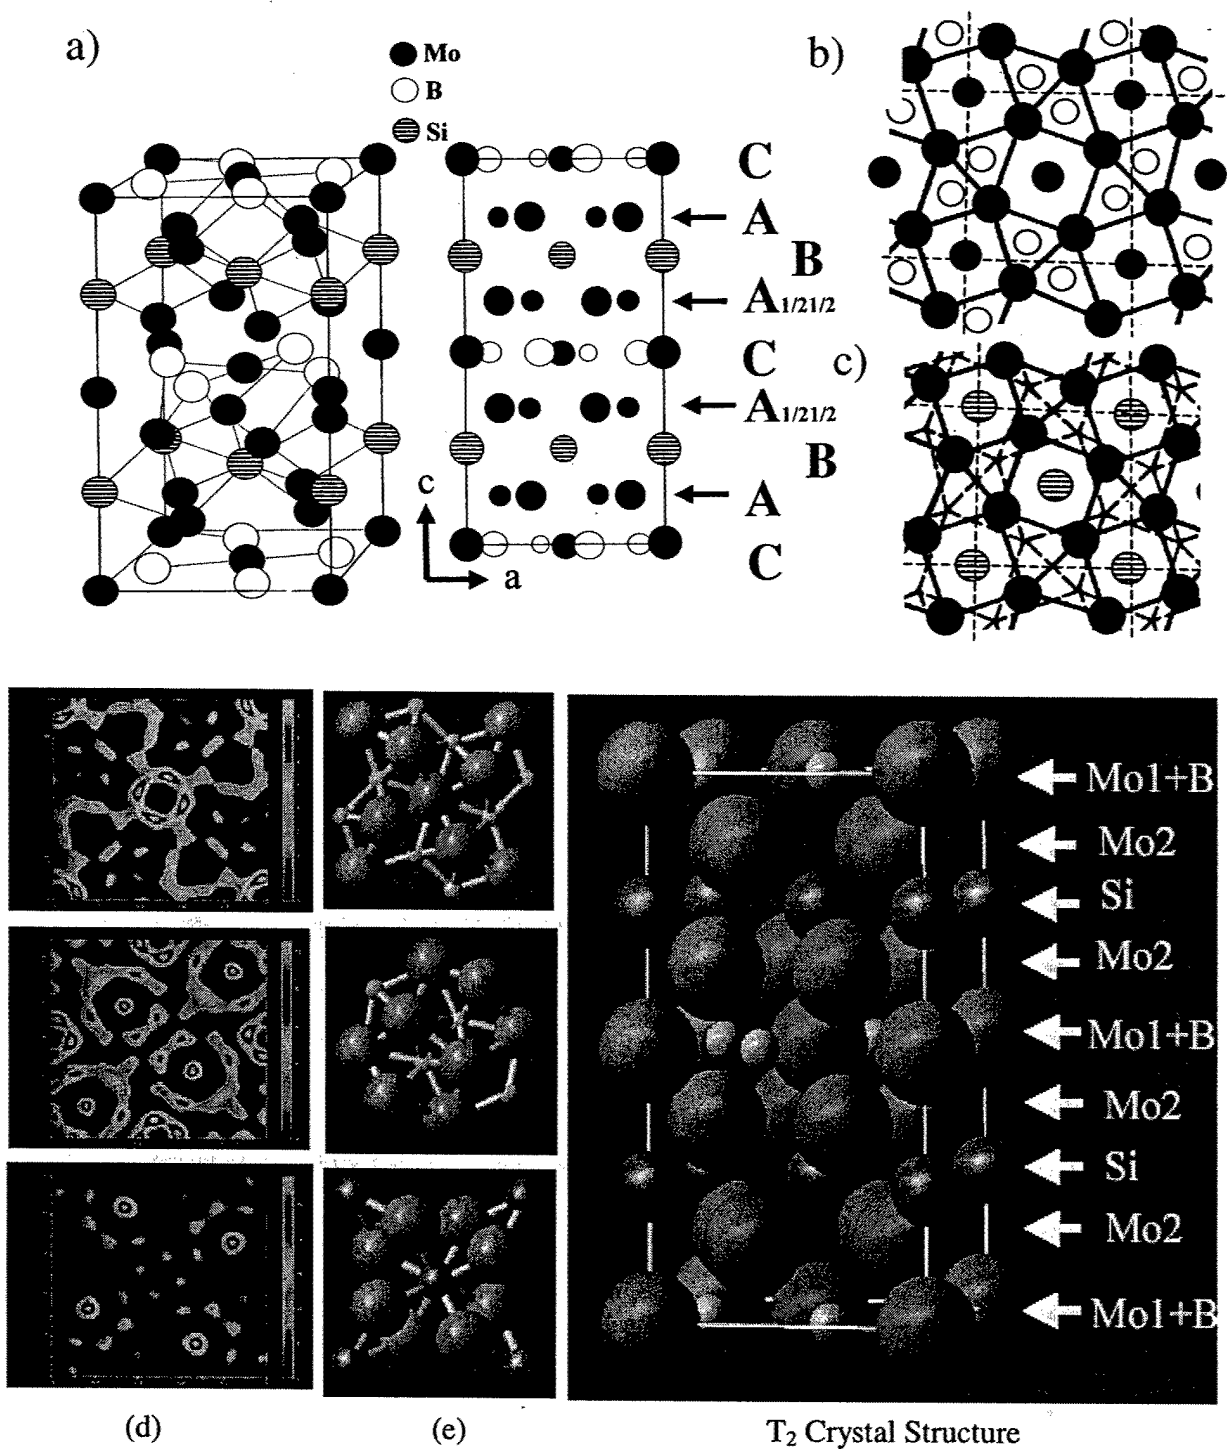 a)
Mo
B
Si
C
A
B
A1/21/2
C
A1/21/2
B
A
C
c
a
b)
c)
Mo1+B
Mo2
Si
Mo2
Mo1+B
Mo2
Si
Mo2
Mo1+B
(d)
(e)
T2 Crystal Structure